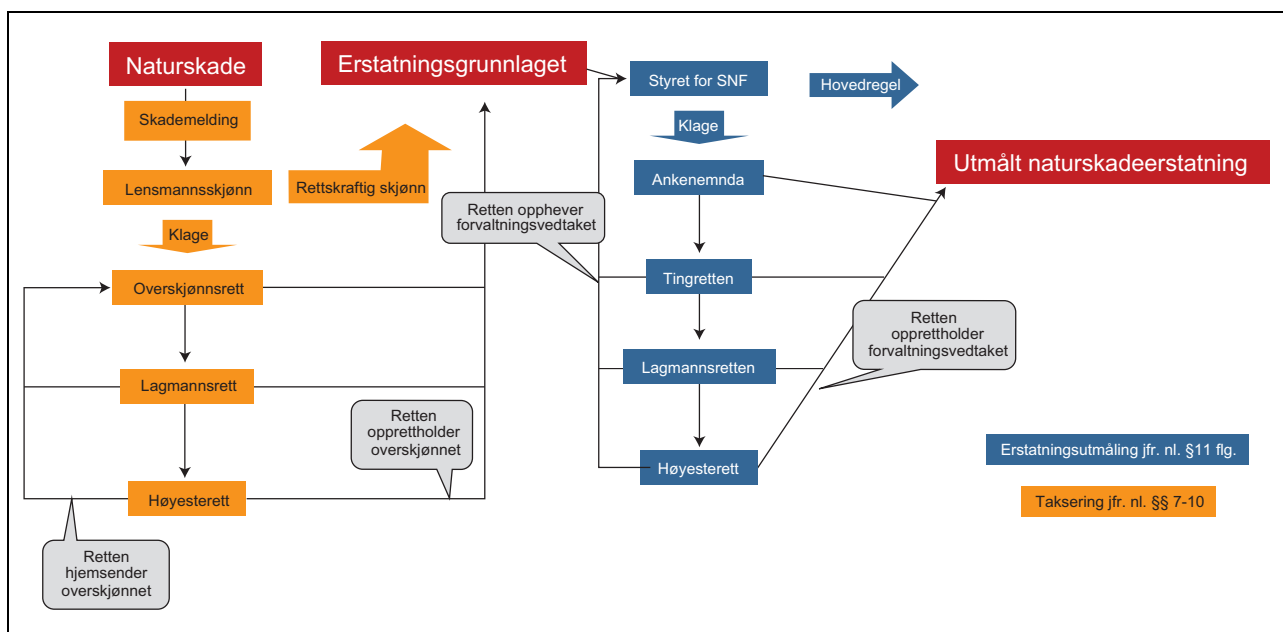 Naturskade
Skademelding
Lensmannsskjønn
Klage
Overskjønnsrett
Lagmannsrett
Høyesterett
Retten
hjemsender
overskjønnet
Erstatningsgrunnlaget
Rettskraftig skjønn
Retten
opprettholder
overskjønnet
Styret for SNF
Hovedregel
Klage
Ankenemnda
Retten opphever
forvaltningsvedtaket
Tingretten
Lagmannsretten
Høyesterett
Utmålt naturskadeerstatning
Retten
opprettholder
forvaltningsvedtaket
Erstatningsutmåling jfr. nl. §11 flg.
Taksering jfr. nl. §§ 7-10